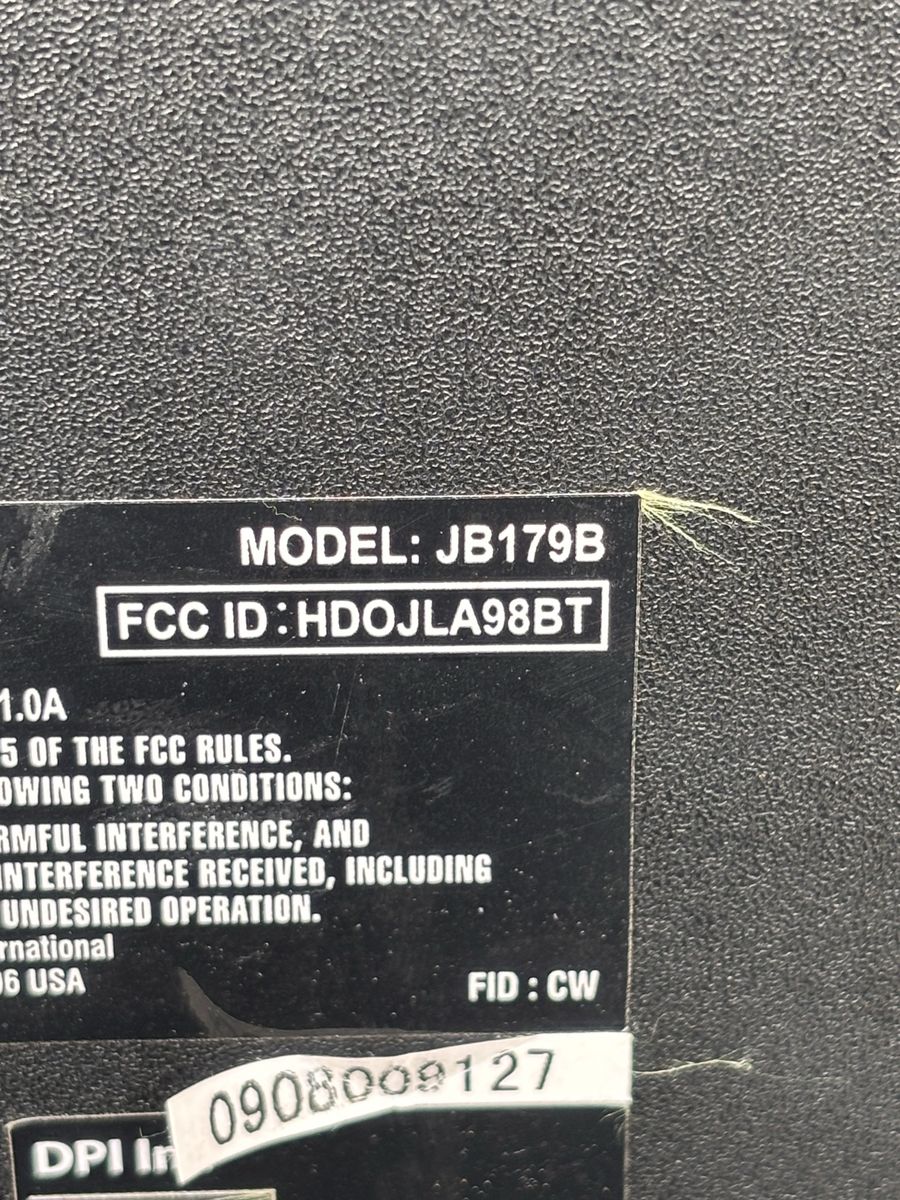 MODEL: JB179B
FCC ID:HDOJLA98BT
1.0A
5 OF THE FCC RULES.
OWING TWO CONDITIONS:
RMFUL INTERFERENCE, AND
INTERFERENCE RECEIVED, INCLUDING
UNDESIRED OPERATION.
rnational
06 USA
FID : CW
0908009127
DPI In